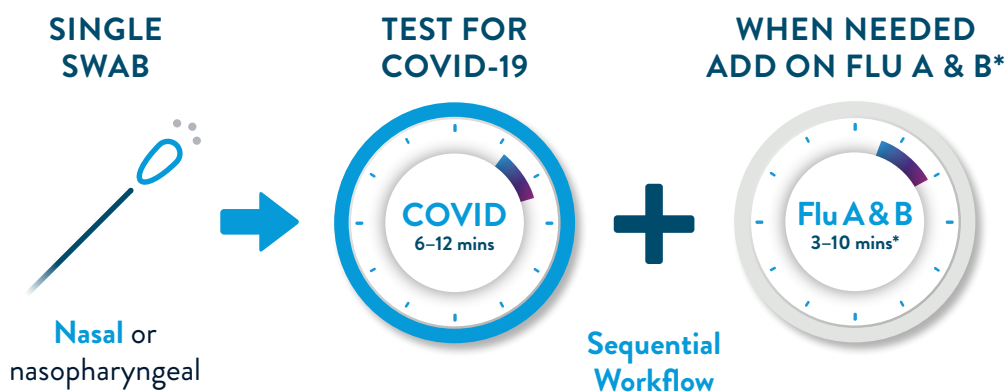 SINGLE
SWAB
Nasal or
nasopharyngeal
TEST FOR
COVID-19
COVID
6–12 mins
Sequential
Workflow
WHEN NEEDED
ADD ON FLU A & B*
Flu A & B
3–10 mins*